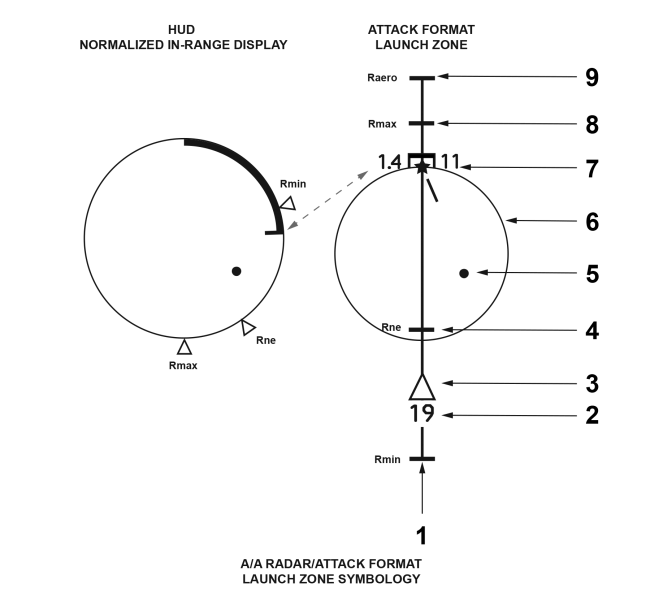 HUD
NORMALIZED IN-RANGE DISPLAY
ATTACK FORMAT
LAUNCH ZONE
Raero
9
Rmax
8
1.4
11
7
Rmin
6
5
Rne
4
Rne
Rmax
3
19
2
Rmin
1
A/A RADAR/ATTACK FORMAT
LAUNCH ZONE SYMBOLOGY